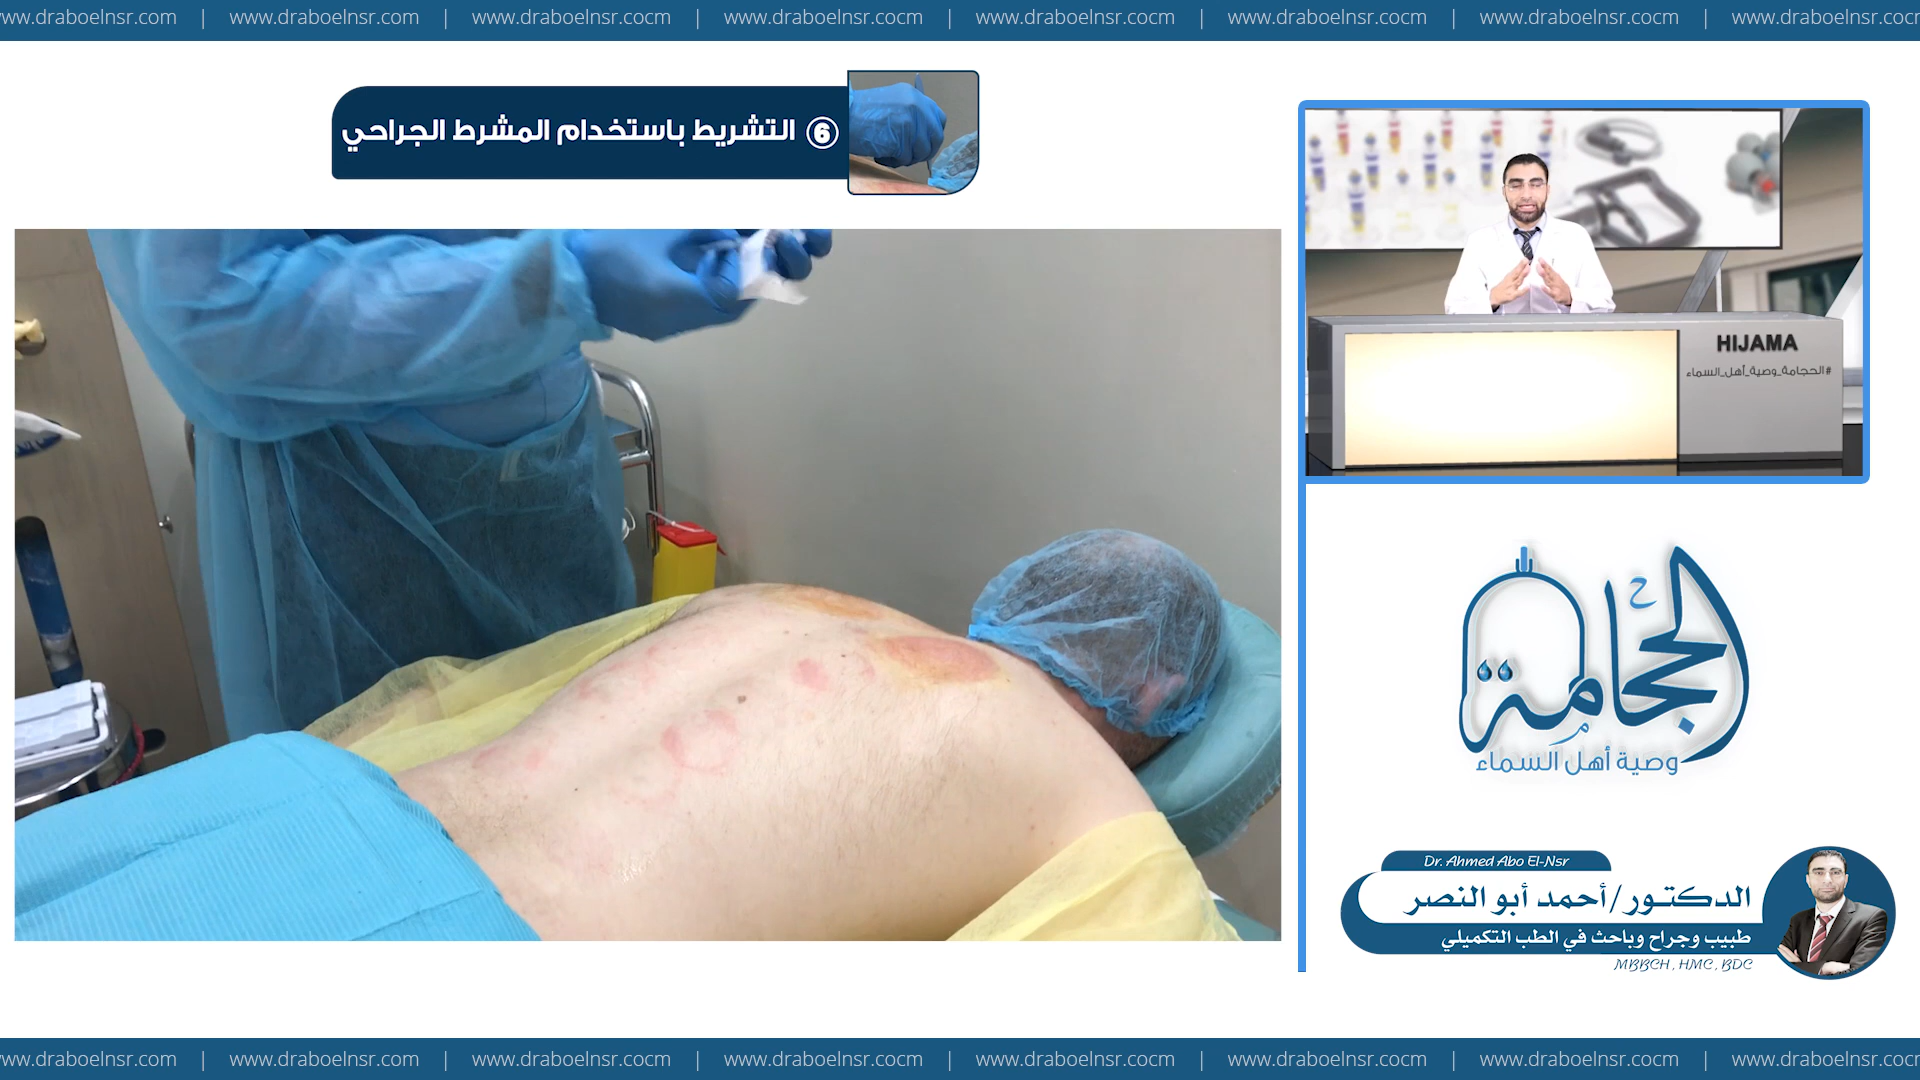 www.draboelnsr.com | www.draboelnsr.com | www.draboelnsr.cocm | www.draboelnsr.cocm | www.draboelnsr.cocm | www.draboelnsr.cocm | www.draboelnsr.com |
⑥ التشريط باستخدام المشرط الجراحي
HIJAMA
#الحجامة_وصية_أهل_السماء
الحجامة
وصية أهل السماء
Dr. Ahmed Abo El-Nsr
الدكتور/أحمد أبو النصر
طبيب وجراح وباحث في الطب التكميلي
MBBCH , HMC , BDC
www.draboelnsr.com | www.draboelnsr.com | www.draboelnsr.cocm | www.draboelnsr.cocm | www.draboelnsr.cocm | www.draboelnsr.cocm | www.draboelnsr.com |